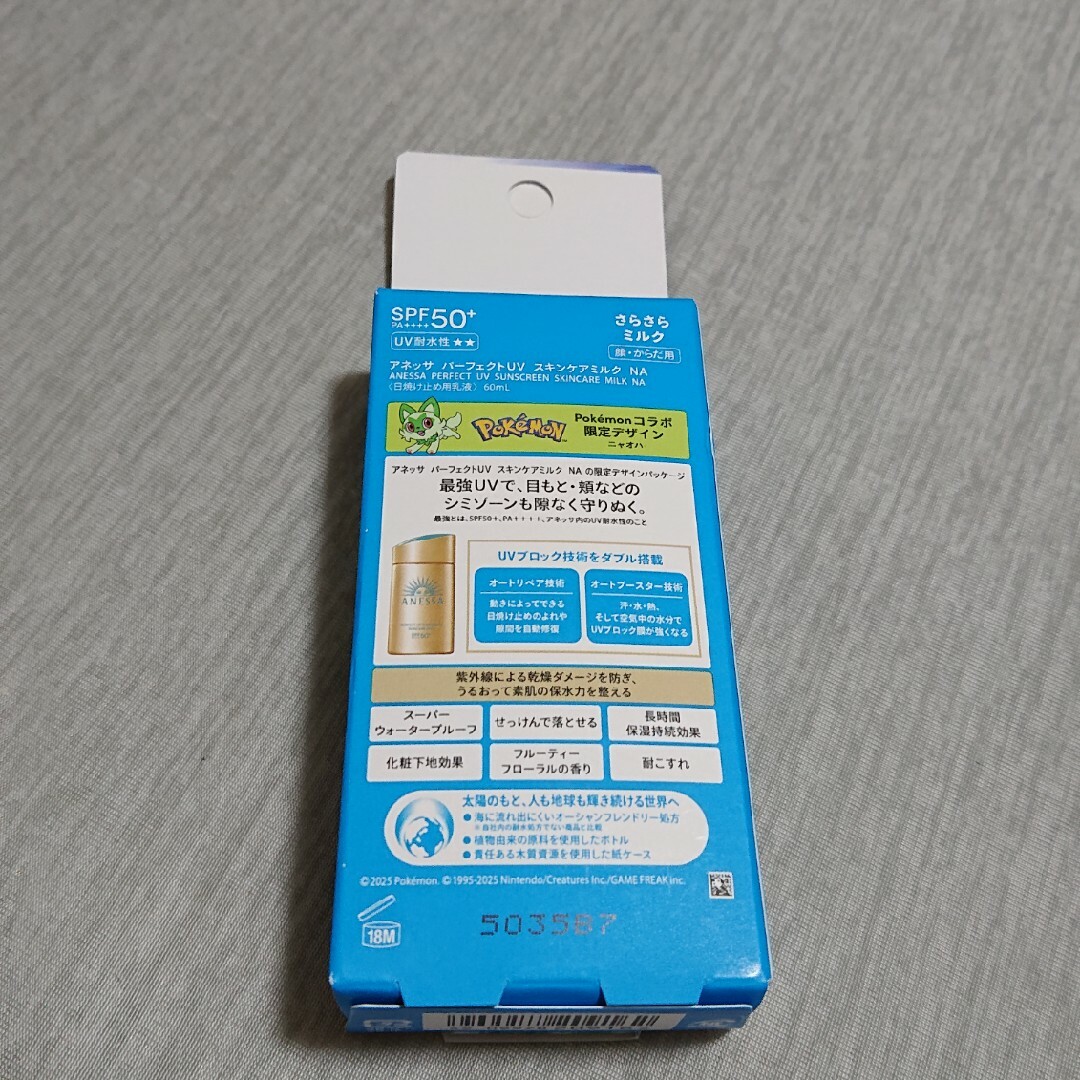 SPF50+
PA++++
UV耐水性★★
さらさら
ミルク
顔・からだ用
アネッサ パーフェクトUV スキンケアミルク NA
ANESSA PERFECT UV SUNSCREEN SKINCARE MILK NA
〈日焼け止め用乳液〉 60mL
POKéMON
Pokémonコラボ
限定デザイン
ニャオハ
アネッサ パーフェクトUV スキンケアミルク NA の限定デザインパッケージ
最強UVで、目もと・頬などの
シミゾーンも隙なく守りぬく。
最強とは、SPF50+、PA++++、アネッサ内のUV耐水性のこと
ANESSA
UVブロック技術をダブル搭載
オートリペア技術
動きによってできる
日焼け止めのよれや
隙間を自動修復
オートブースター技術
汗・水・熱、
そして空気中の水分で
UVブロック膜が強くなる
紫外線による乾燥ダメージを防ぎ、
うるおって素肌の保水力を整える
スーパー
ウォータープルーフ
せっけんで落とせる
長時間
保湿持続効果
化粧下地効果
フルーティー
フローラルの香り
耐こすれ
太陽のもと、人も地球も輝き続ける世界へ
●海に流れ出にくいオーシャンフレンドリー処方
※自社内の耐水処方でない商品と比較
●植物由来の原料を使用したボトル
●責任ある木質資源を使用した紙ケース
©2025 Pokémon. ©1995-2025 Nintendo/Creatures Inc./GAME FREAK inc.
18M
503587